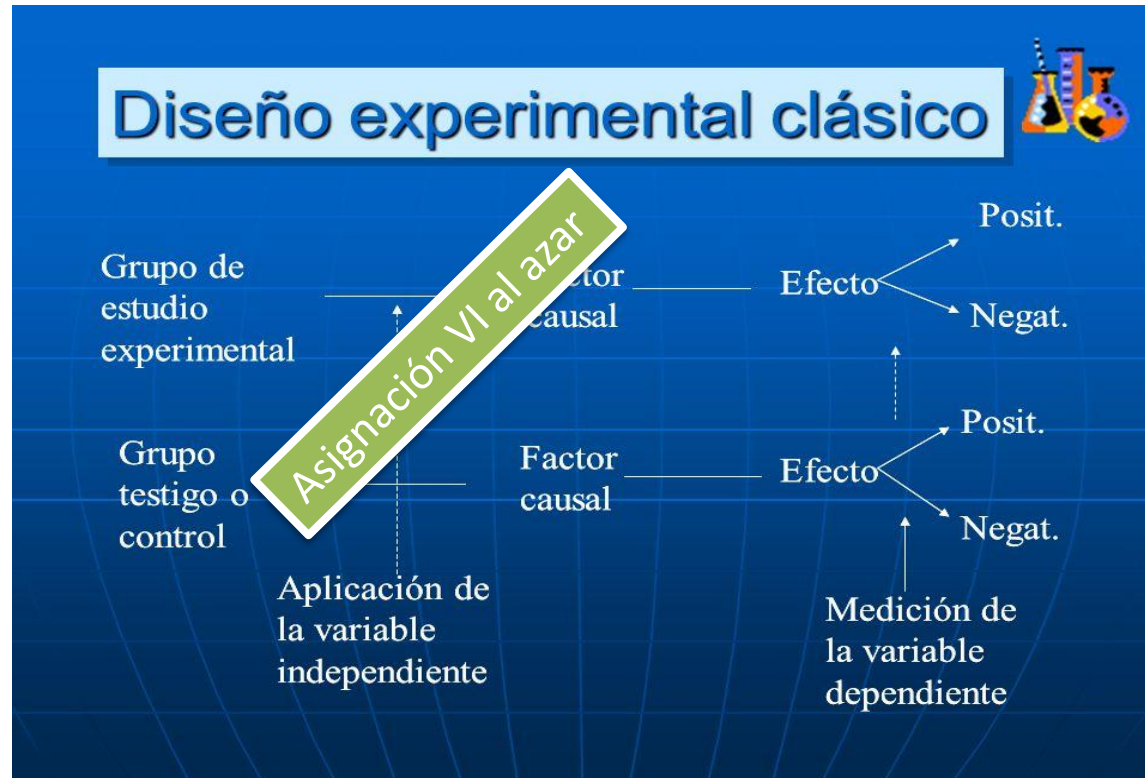 Diseño experimental clásico
Grupo de
estudio
experimental
Asignación VI al azar
causal
Efecto
Posit.
Negat.
Grupo
testigo o
control
Factor
causal
Efecto
Posit.
Negat.
Aplicación de
la variable
independiente
Medición de
la variable
dependiente